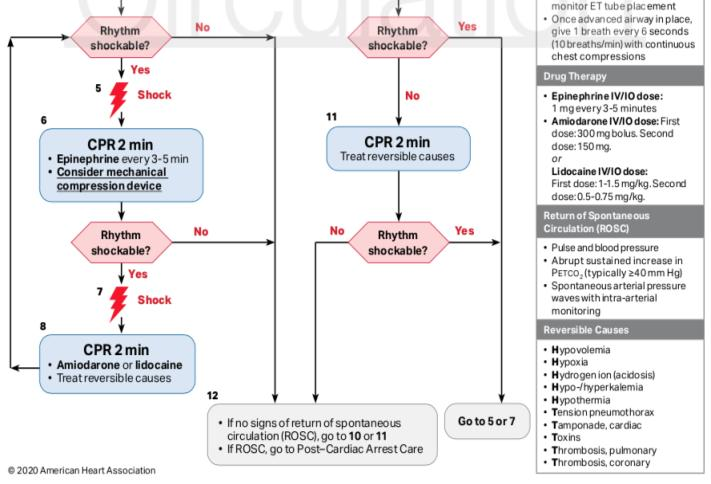 Rhythm
shockable?
No
Yes
5
Shock
6
CPR 2 min
• Epinephrine every 3-5 min
• Consider mechanical
compression device
Rhythm
shockable?
No
Yes
7
Shock
8
CPR 2 min
• Amiodarone or lidocaine
• Treat reversible causes
Rhythm
shockable?
Yes
No
11
CPR 2 min
Treat reversible causes
No
Rhythm
shockable?
Yes
12
• If no signs of return of spontaneous
circulation (ROSC), go to 10 or 11
• If ROSC, go to Post–Cardiac Arrest Care
Go to 5 or 7
monitor ET tube placement
• Once advanced airway in place,
give 1 breath every 6 seconds
(10 breaths/min) with continuous
chest compressions
Drug Therapy
• Epinephrine IV/IO dose:
1 mg every 3-5 minutes
• Amiodarone IV/IO dose: First
dose: 300 mg bolus. Second
dose: 150 mg.
or
Lidocaine IV/IO dose:
First dose: 1-1.5 mg/kg. Second
dose: 0.5-0.75 mg/kg.
Return of Spontaneous
Circulation (ROSC)
• Pulse and blood pressure
• Abrupt sustained increase in
PETCO₂ (typically ≥40 mm Hg)
• Spontaneous arterial pressure
waves with intra-arterial
monitoring
Reversible Causes
• Hypovolemia
• Hypoxia
• Hydrogen ion (acidosis)
• Hypo-/hyperkalemia
• Hypothermia
• Tension pneumothorax
• Tamponade, cardiac
• Toxins
• Thrombosis, pulmonary
• Thrombosis, coronary
© 2020 American Heart Association